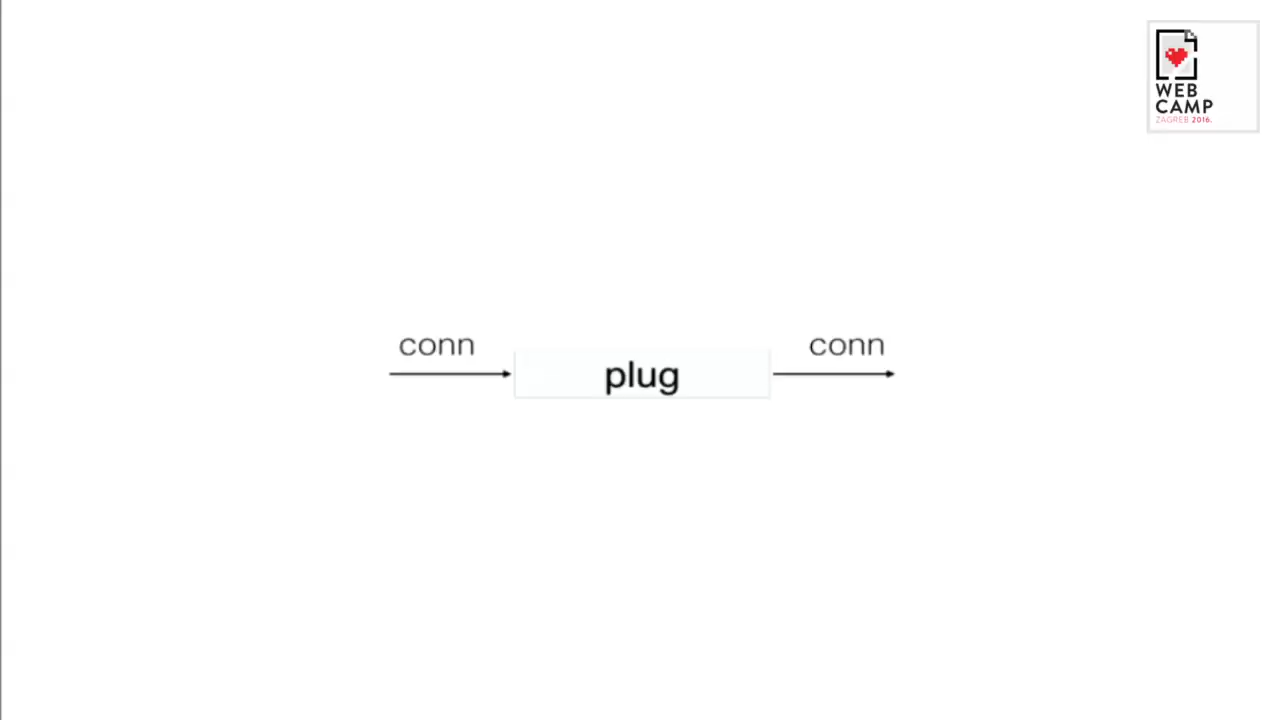 WEB
CAMP
ZAGREB 2016.
conn
conn
plug